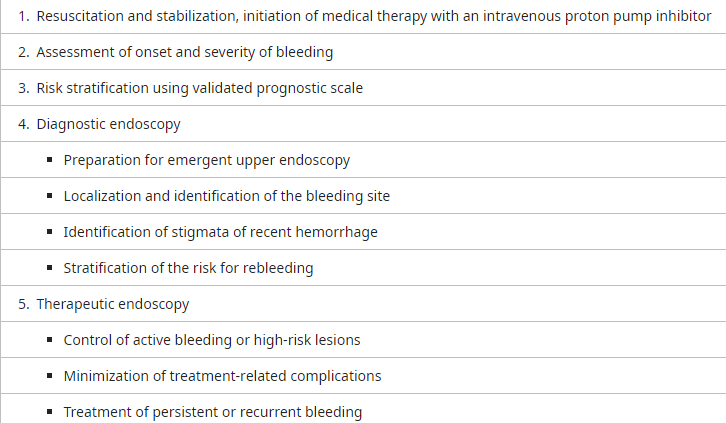 1. Resuscitation and stabilization, initiation of medical therapy with an intravenous proton pump inhibitor
2. Assessment of onset and severity of bleeding
3. Risk stratification using validated prognostic scale
4. Diagnostic endoscopy
▪ Preparation for emergent upper endoscopy
▪ Localization and identification of the bleeding site
▪ Identification of stigmata of recent hemorrhage
▪ Stratification of the risk for rebleeding
5. Therapeutic endoscopy
▪ Control of active bleeding or high-risk lesions
▪ Minimization of treatment-related complications
▪ Treatment of persistent or recurrent bleeding